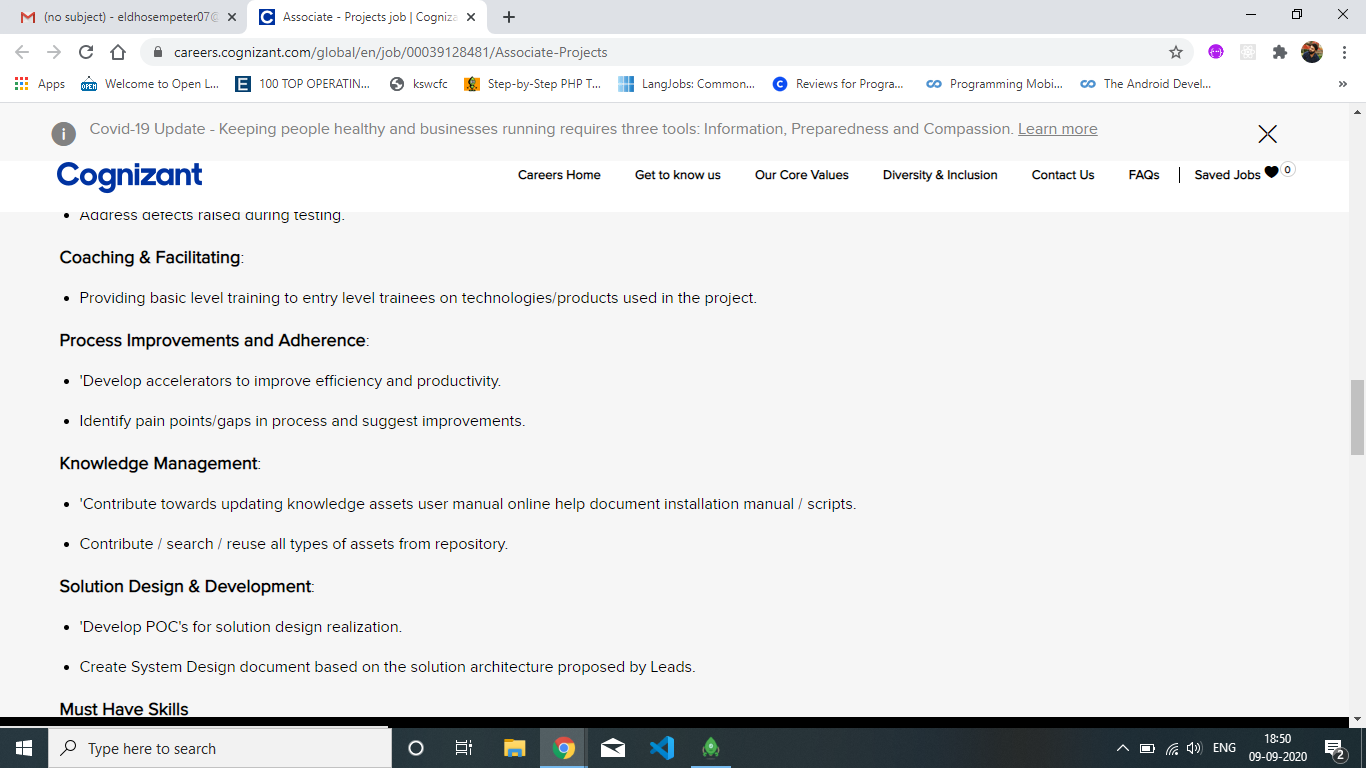 (no subject) - eldhosempeter07@
Associate - Projects job | Cogniza
careers.cognizant.com/global/en/job/00039128481/Associate-Projects
Apps Welcome to Open L... 100 TOP OPERATIN... kswcfc Step-by-Step PHP T... LangJobs: Common... Reviews for Progra... Programming Mobi... The Android Devel... »
Covid-19 Update - Keeping people healthy and businesses running requires three tools: Information, Preparedness and Compassion. Learn more
Cognizant
Careers Home Get to know us Our Core Values Diversity & Inclusion Contact Us FAQs Saved Jobs 0
• Address defects raised during testing.
Coaching & Facilitating:
• Providing basic level training to entry level trainees on technologies/products used in the project.
Process Improvements and Adherence:
• 'Develop accelerators to improve efficiency and productivity.
• Identify pain points/gaps in process and suggest improvements.
Knowledge Management:
• 'Contribute towards updating knowledge assets user manual online help document installation manual / scripts.
• Contribute / search / reuse all types of assets from repository.
Solution Design & Development:
• 'Develop POC's for solution design realization.
• Create System Design document based on the solution architecture proposed by Leads.
Must Have Skills
Type here to search
ENG
18:50
09-09-2020
2